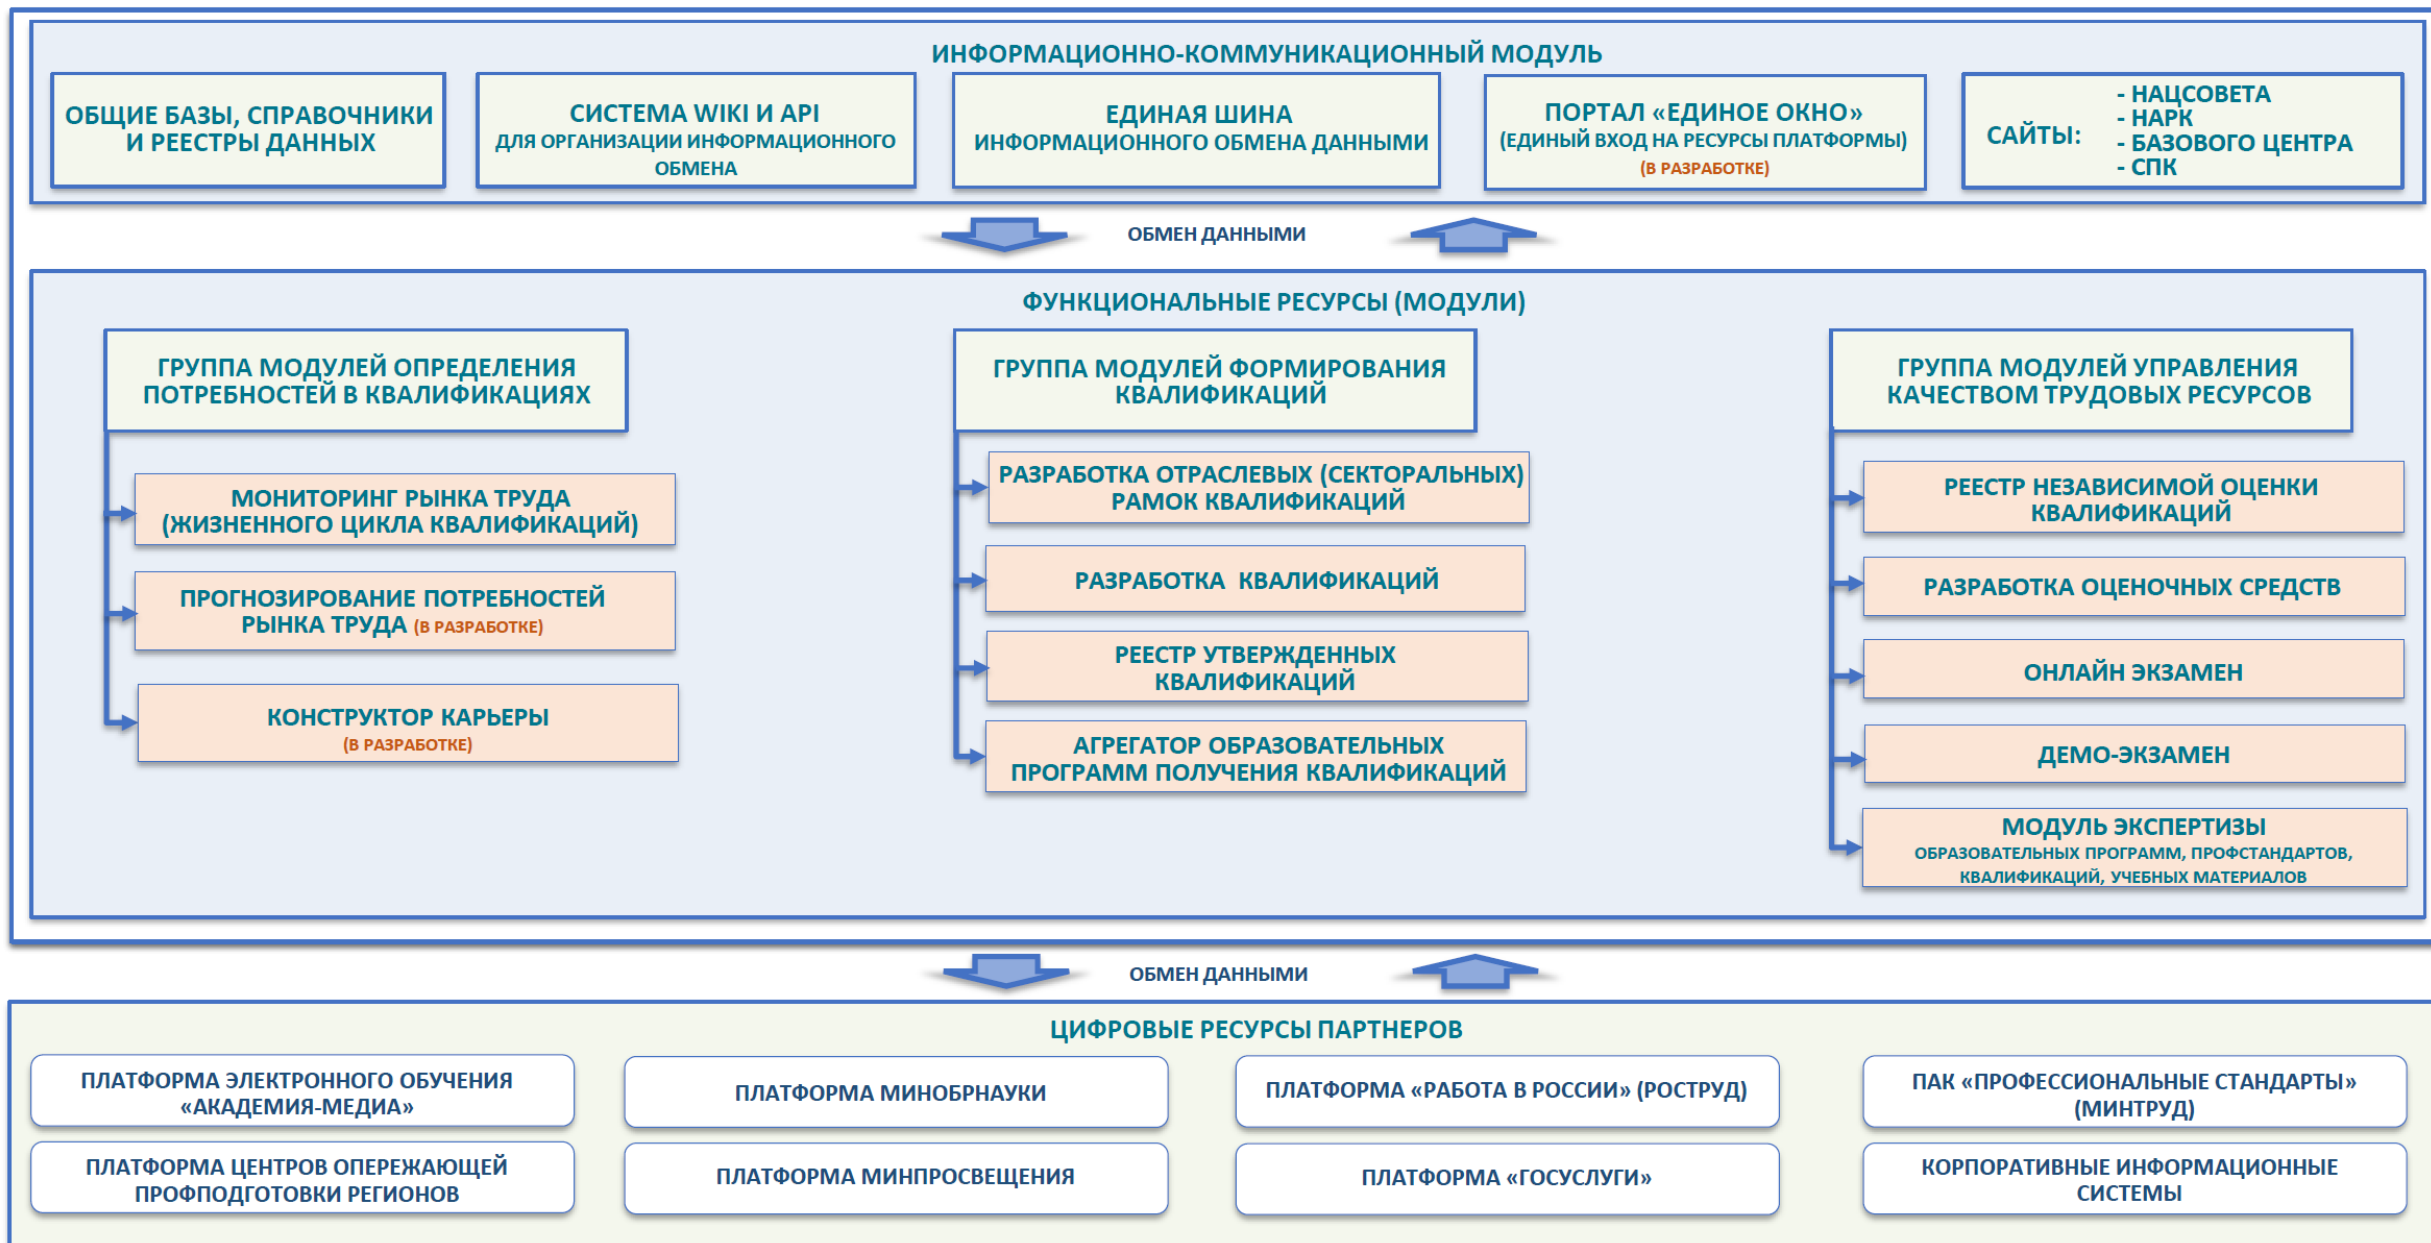 ИНФОРМАЦИОННО-КОММУНИКАЦИОННЫЙ МОДУЛЬ
ОБЩИЕ БАЗЫ, СПРАВОЧНИКИ
И РЕЕСТРЫ ДАННЫХ
СИСТЕМА WIKI И API
ДЛЯ ОРГАНИЗАЦИИ ИНФОРМАЦИОННОГО
ОБМЕНА
ЕДИНАЯ ШИНА
ИНФОРМАЦИОННОГО ОБМЕНА ДАННЫМИ
ПОРТАЛ «ЕДИНОЕ ОКНО»
(ЕДИНЫЙ ВХОД НА РЕСУРСЫ ПЛАТФОРМЫ)
(В РАЗРАБОТКЕ)
САЙТЫ:
- НАЦСОВЕТА
- НАРК
- БАЗОВОГО ЦЕНТРА
- СПК
ОБМЕН ДАННЫМИ
ФУНКЦИОНАЛЬНЫЕ РЕСУРСЫ (МОДУЛИ)
ГРУППА МОДУЛЕЙ ОПРЕДЕЛЕНИЯ
ПОТРЕБНОСТЕЙ В КВАЛИФИКАЦИЯХ
МОНИТОРИНГ РЫНКА ТРУДА
(ЖИЗНЕННОГО ЦИКЛА КВАЛИФИКАЦИЙ)
ПРОГНОЗИРОВАНИЕ ПОТРЕБНОСТЕЙ
РЫНКА ТРУДА (В РАЗРАБОТКЕ)
КОНСТРУКТОР КАРЬЕРЫ
(В РАЗРАБОТКЕ)
ГРУППА МОДУЛЕЙ ФОРМИРОВАНИЯ
КВАЛИФИКАЦИЙ
РАЗРАБОТКА ОТРАСЛЕВЫХ (СЕКТОРАЛЬНЫХ)
РАМОК КВАЛИФИКАЦИЙ
РАЗРАБОТКА КВАЛИФИКАЦИЙ
РЕЕСТР УТВЕРЖДЕННЫХ
КВАЛИФИКАЦИЙ
АГРЕГАТОР ОБРАЗОВАТЕЛЬНЫХ
ПРОГРАММ ПОЛУЧЕНИЯ КВАЛИФИКАЦИЙ
ГРУППА МОДУЛЕЙ УПРАВЛЕНИЯ
КАЧЕСТВОМ ТРУДОВЫХ РЕСУРСОВ
РЕЕСТР НЕЗАВИСИМОЙ ОЦЕНКИ
КВАЛИФИКАЦИЙ
РАЗРАБОТКА ОЦЕНОЧНЫХ СРЕДСТВ
ОНЛАЙН ЭКЗАМЕН
ДЕМО-ЭКЗАМЕН
МОДУЛЬ ЭКСПЕРТИЗЫ
ОБРАЗОВАТЕЛЬНЫХ ПРОГРАММ, ПРОФСТАНДАРТОВ,
КВАЛИФИКАЦИЙ, УЧЕБНЫХ МАТЕРИАЛОВ
ОБМЕН ДАННЫМИ
ЦИФРОВЫЕ РЕСУРСЫ ПАРТНЕРОВ
ПЛАТФОРМА ЭЛЕКТРОННОГО ОБУЧЕНИЯ
«АКАДЕМИЯ-МЕДИА»
ПЛАТФОРМА МИНОБРНАУКИ
ПЛАТФОРМА «РАБОТА В РОССИИ» (РОСТРУД)
ПАК «ПРОФЕССИОНАЛЬНЫЕ СТАНДАРТЫ»
(МИНТРУД)
ПЛАТФОРМА ЦЕНТРОВ ОПЕРЕЖАЮЩЕЙ
ПРОФПОДГОТОВКИ РЕГИОНОВ
ПЛАТФОРМА МИНПРОСВЕЩЕНИЯ
ПЛАТФОРМА «ГОСУСЛУГИ»
КОРПОРАТИВНЫЕ ИНФОРМАЦИОННЫЕ
СИСТЕМЫ